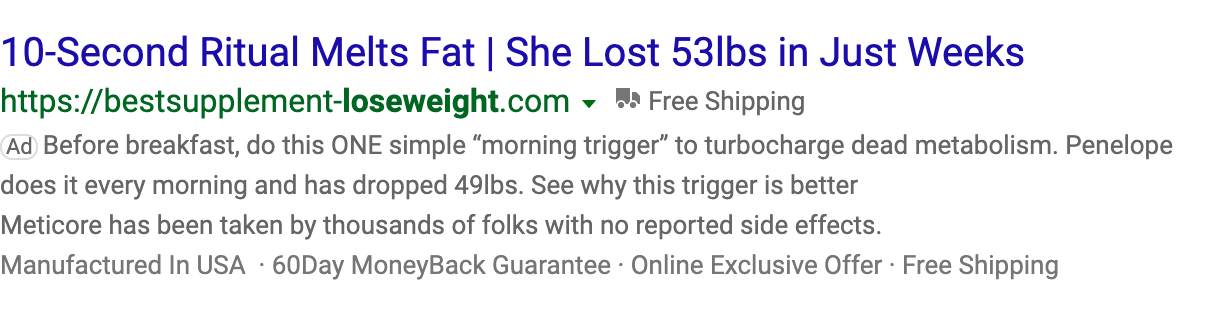 10-Second Ritual Melts Fat | She Lost 53lbs in Just Weeks
https://bestsupplement-loseweight.com Free Shipping
Ad Before breakfast, do this ONE simple “morning trigger” to turbocharge dead metabolism. Penelope
does it every morning and has dropped 49lbs. See why this trigger is better
Meticore has been taken by thousands of folks with no reported side effects.
Manufactured In USA · 60Day MoneyBack Guarantee · Online Exclusive Offer · Free Shipping